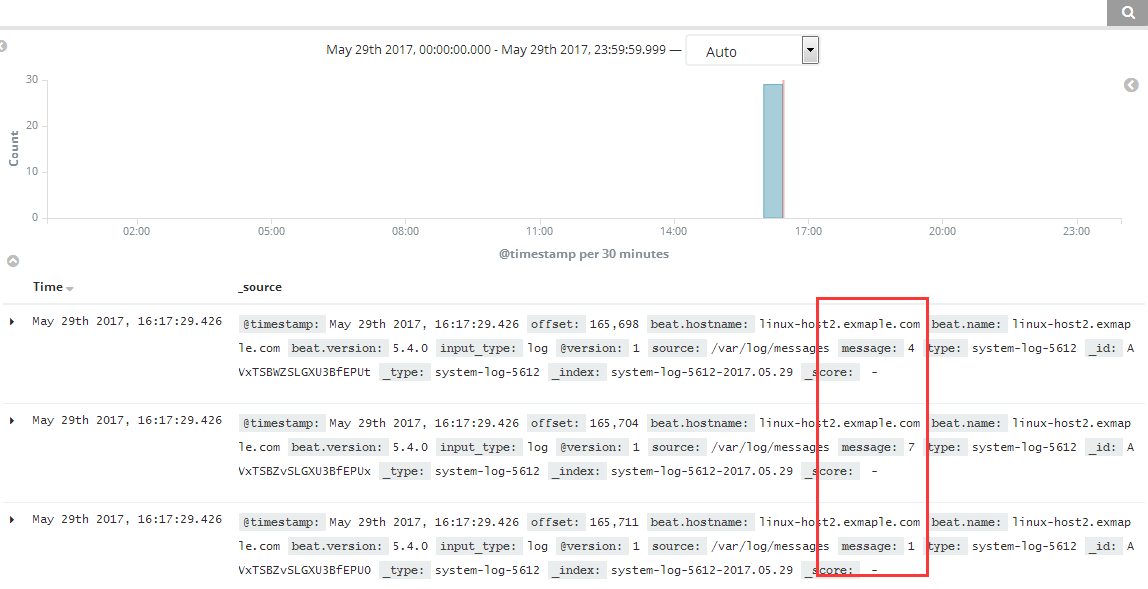 May 29th 2017, 00:00:00.000 - May 29th 2017, 23:59:59.999 — Auto
30
20
10
0
Count
02:00 05:00 08:00 11:00 14:00 17:00 20:00 23:00
@timestamp per 30 minutes
Time _source
May 29th 2017, 16:17:29.426 @timestamp: May 29th 2017, 16:17:29.426 offset: 165,698 beat.hostname: linux-host2.exmaple.com beat.name: linux-host2.exmap
le.com beat.version: 5.4.0 input_type: log @version: 1 source: /var/log/messages message: 4 type: system-log-5612 _id: A
VxTSBWZSLGXU3BfEPUt _type: system-log-5612 _index: system-log-5612-2017.05.29 _score: -
May 29th 2017, 16:17:29.426 @timestamp: May 29th 2017, 16:17:29.426 offset: 165,704 beat.hostname: linux-host2.exmaple.com beat.name: linux-host2.exmap
le.com beat.version: 5.4.0 input_type: log @version: 1 source: /var/log/messages message: 7 type: system-log-5612 _id: A
VxTSBZvSLGXU3BfEPUx _type: system-log-5612 _index: system-log-5612-2017.05.29 _score: -
May 29th 2017, 16:17:29.426 @timestamp: May 29th 2017, 16:17:29.426 offset: 165,711 beat.hostname: linux-host2.exmaple.com beat.name: linux-host2.exmap
le.com beat.version: 5.4.0 input_type: log @version: 1 source: /var/log/messages message: 1 type: system-log-5612 _id: A
VxTSBZvSLGXU3BfEPU0 _type: system-log-5612 _index: system-log-5612-2017.05.29 _score: -